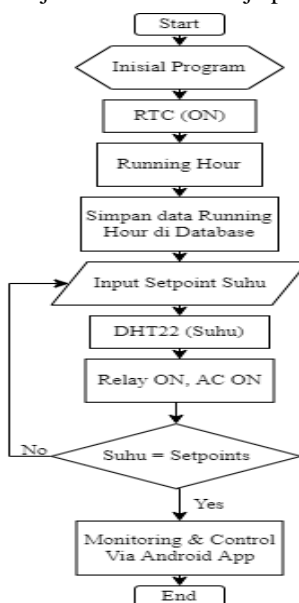 Start
Inisial Program
RTC (ON)
Running Hour
Simpan data Running
Hour di Database
Input Setpoint Suhu
DHT22 (Suhu)
Relay ON, AC ON
Suhu = Setpoints
No
Yes
Monitoring & Control
Via Android App
End